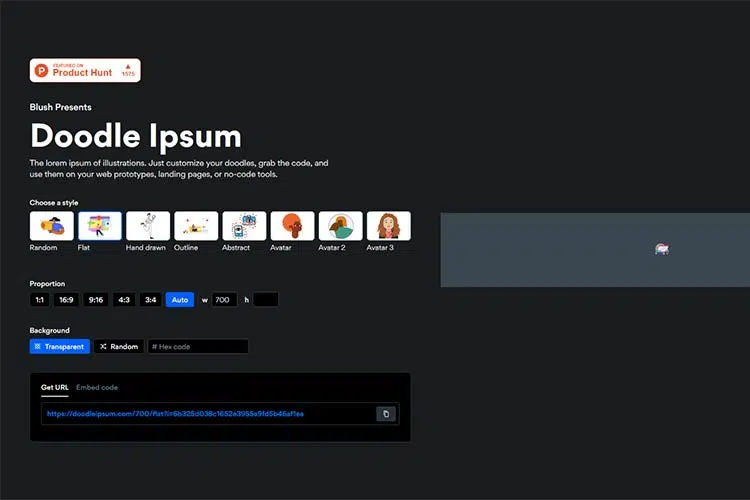 FEATURED ON
Product Hunt
1575
Blush Presents
Doodle Ipsum
The lorem ipsum of illustrations. Just customize your doodles, grab the code, and
use them on your web prototypes, landing pages, or no-code tools.
Choose a style
Random Flat Hand drawn Outline Abstract Avatar Avatar 2 Avatar 3
Proportion
1:1 16:9 9:16 4:3 3:4 Auto w 700 h
Background
Transparent Random # Hex code
Get URL Embed code
https://doodleipsum.com/700/flat?i=6b325d038c1652e3955a9fd5b46af1ea